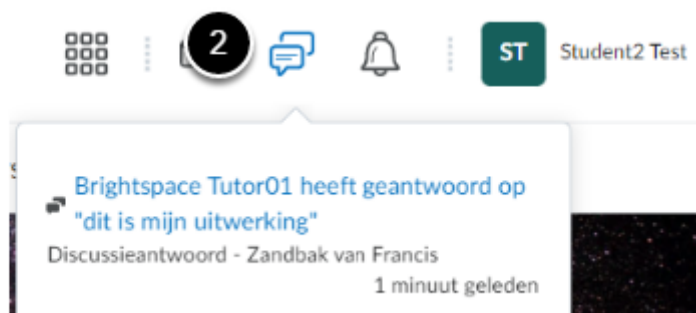 2
ST Student2 Test
Brightspace Tutor01 heeft geantwoord op
"dit is mijn uitwerking"
Discussieantwoord - Zandbak van Francis
1 minuut geleden